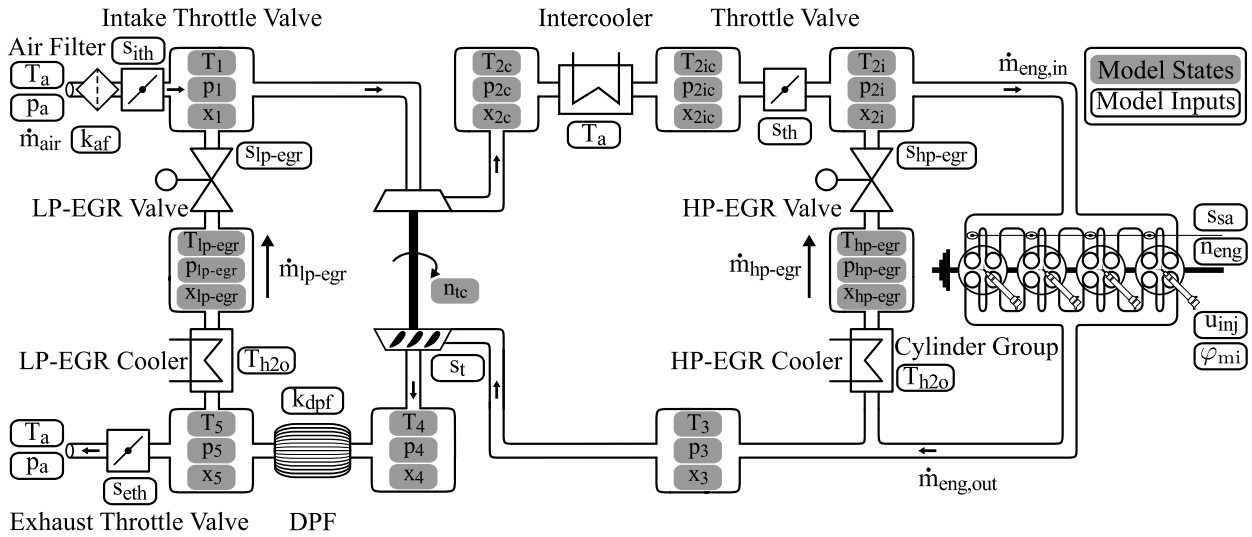 Intake Throttle Valve
Intercooler
Throttle Valve
Air Filter
s_ith
T_a
p_a
ṁ_air
k_af
T_1
p_1
x_1
T_2c
p_2c
x_2c
T_a
T_2ic
p_2ic
x_2ic
s_th
T_2i
p_2i
x_2i
ṁ_eng,in
Model States
Model Inputs
s_lp-egr
LP-EGR Valve
s_hp-egr
HP-EGR Valve
T_lp-egr
p_lp-egr
x_lp-egr
ṁ_lp-egr
n_tc
ṁ_hp-egr
T_hp-egr
p_hp-egr
x_hp-egr
s_sa
n_eng
u_inj
φ_mi
LP-EGR Cooler
T_h2o
s_t
HP-EGR Cooler
Cylinder Group
T_h2o
k_dpf
T_a
p_a
s_eth
T_5
p_5
x_5
T_4
p_4
x_4
T_3
p_3
x_3
ṁ_eng,out
Exhaust Throttle Valve
DPF